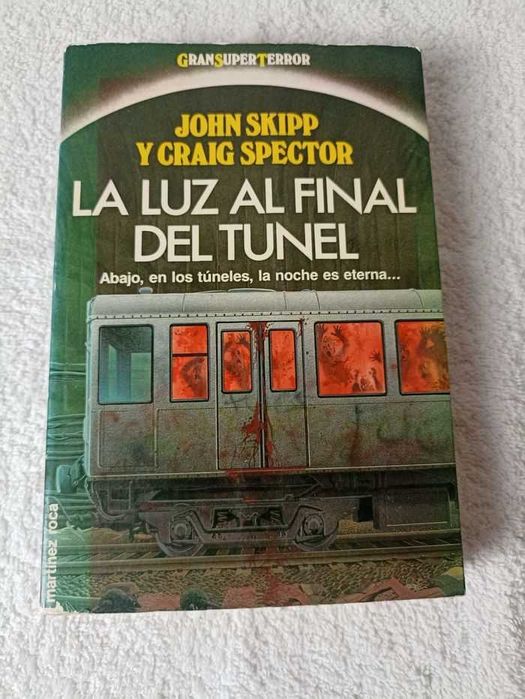 GRANSUPERTERROR
JOHN SKIPP
Y CRAIG SPECTOR
LA LUZ AL FINAL
DEL TUNEL
Abajo, en los túneles, la noche es eterna...
martínez roca